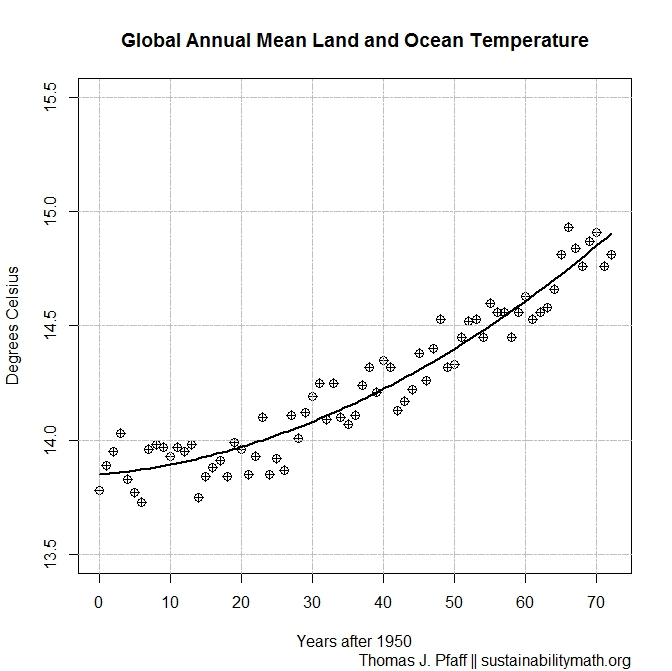 Global Annual Mean Land and Ocean Temperature
Degrees Celsius
15.5
15.0
14.5
14.0
13.5
0 10 20 30 40 50 60 70
Years after 1950
Thomas J. Pfaff || sustainabilitymath.org